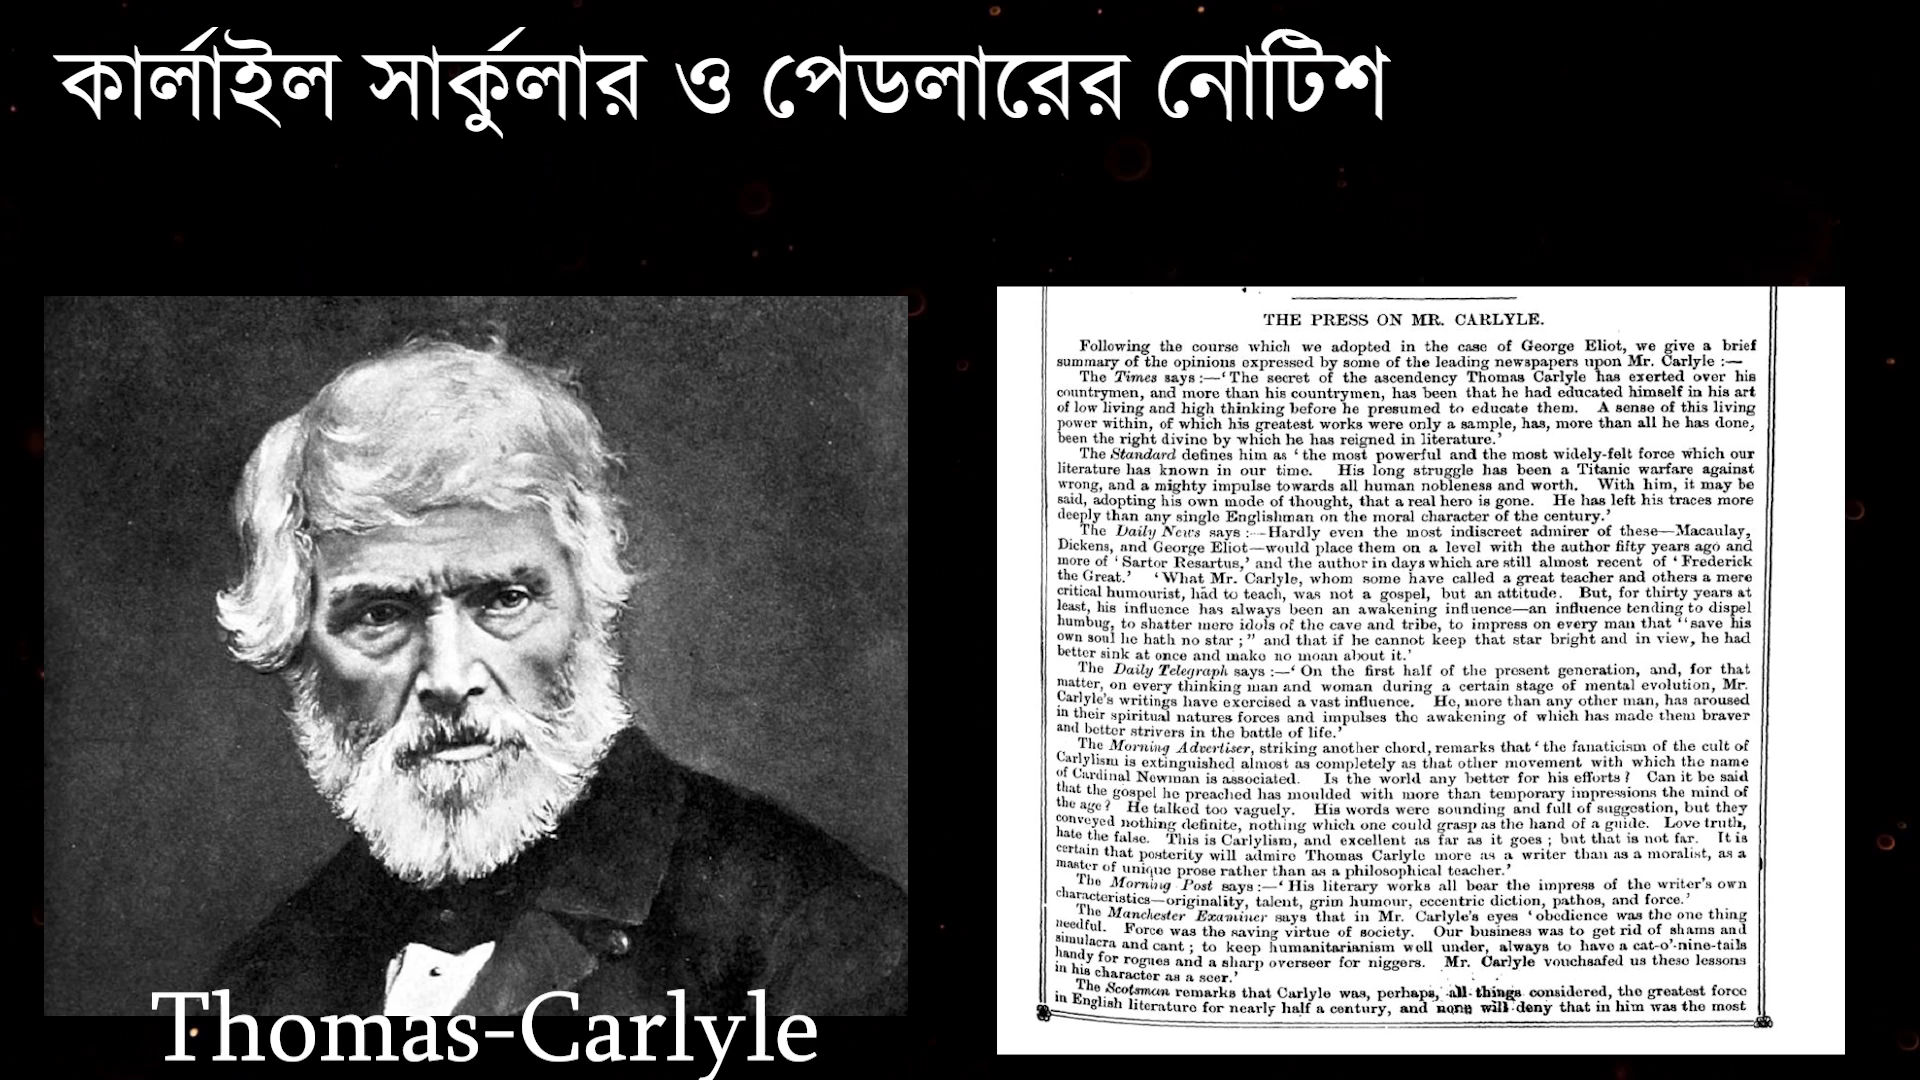 কার্লাইল সার্কুলার ও পেডলারের নোটিশ
THE PRESS ON MR. CARLYLE.
Following the course which we adopted in the case of George Eliot, we give a brief
summary of the opinions expressed by some of the leading newspapers upon Mr. Carlyle :—
The Times says :—‘The secret of the ascendency Thomas Carlyle has exerted over his
countrymen, and more than his countrymen, has been that he had educated himself in his art
of low living and high thinking before he presumed to educate them. A sense of this living
power within, of which his greatest works were only a sample, has, more than all he has done,
been the right divine by which he has reigned in literature.’
The Standard defines him as ‘the most powerful and the most widely-felt force which our
literature has known in our time. His long struggle has been a Titanic warfare against
wrong, and a mighty impulse towards all human nobleness and worth. With him, it may be
said, adopting his own mode of thought, that a real hero is gone. He has left his traces more
deeply than any single Englishman on the moral character of the century.’
The Daily News says :—Hardly even the most indiscreet admirer of these—Macaulay,
Dickens, and George Eliot—would place them on a level with the author fifty years ago and
more of ‘Sartor Resartus,’ and the author in days which are still almost recent of ‘Frederick
the Great.’ ‘What Mr. Carlyle, whom some have called a great teacher and others a mere
critical humourist, had to teach, was not a gospel, but an attitude. But, for thirty years at
least, his influence has always been an awakening influence—an influence tending to dispel
humbug, to shatter mere idols of the cave and tribe, to impress on every man that “save his
own soul he hath no star ;” and that if he cannot keep that star bright and in view, he had
better sink at once and make no moan about it.’
The Daily Telegraph says :—‘On the first half of the present generation, and, for that
matter, on every thinking man and woman during a certain stage of mental evolution, Mr.
Carlyle's writings have exercised a vast influence. He, more than any other man, has aroused
in their spiritual natures forces and impulses the awakening of which has made them braver
and better strivers in the battle of life.’
The Morning Advertiser, striking another chord, remarks that ‘the fanaticism of the cult of
Carlylism is extinguished almost as completely as that other movement with which the name
of Cardinal Newman is associated. Is the world any better for his efforts? Can it be said
that the gospel he preached has moulded with more than temporary impressions the mind of
the age? He talked too vaguely. His words were sounding and full of suggestion, but they
conveyed nothing definite, nothing which one could grasp as the hand of a guide. Love truth,
hate the false. This is Carlylism, and excellent as far as it goes ; but that is not far. It is
certain that posterity will admire Thomas Carlyle more as a writer than as a moralist, as a
master of unique prose rather than as a philosophical teacher.’
The Morning Post says :—‘His literary works all bear the impress of the writer's own
characteristics—originality, talent, grim humour, eccentric diction, pathos, and force.’
The Manchester Examiner says that in Mr. Carlyle's eyes ‘obedience was the one thing
needful. Force was the saving virtue of society. Our business was to get rid of shams and
simulacra and cant ; to keep humanitarianism well under, always to have a cat-o'-nine-tails
handy for rogues and a sharp overseer for niggers. Mr. Carlyle vouchsafed us these lessons
in his character as a seer.’
The Scotsman remarks that Carlyle was, perhaps, all things considered, the greatest force
in English literature for nearly half a century, and none will deny that in him was the most
Thomas-Carlyle